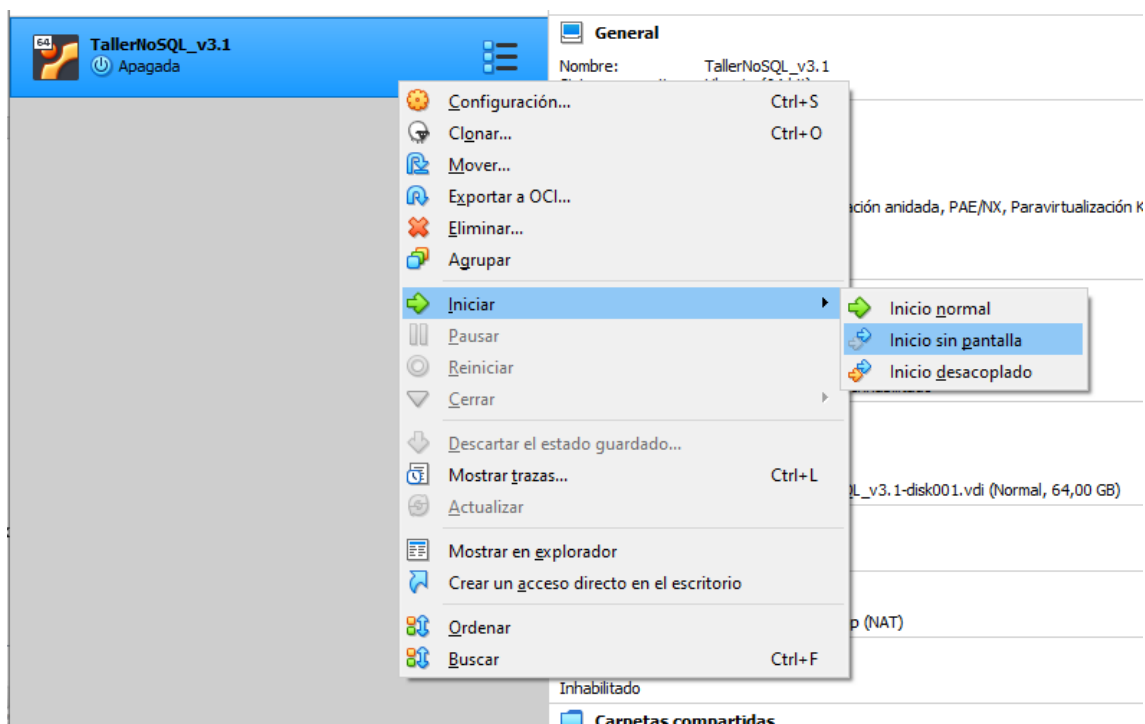 64
TallerNoSQL_v3.1
Apagada
General
Nombre: TallerNoSQL_v3.1
Configuración... Ctrl+S
Clonar... Ctrl+O
Mover...
Exportar a OCI...
Eliminar...
Agrupar
Iniciar
Pausar
Reiniciar
Cerrar
Descartar el estado guardado...
Mostrar trazas... Ctrl+L
Actualizar
Mostrar en explorador
Crear un acceso directo en el escritorio
Ordenar
Buscar Ctrl+F
Inicio normal
Inicio sin pantalla
Inicio desacoplado
ación anidada, PAE/NX, Paravirtualización K
QL_v3.1-disk001.vdi (Normal, 64,00 GB)
p (NAT)
Inhabilitado
Carpetas compartidas